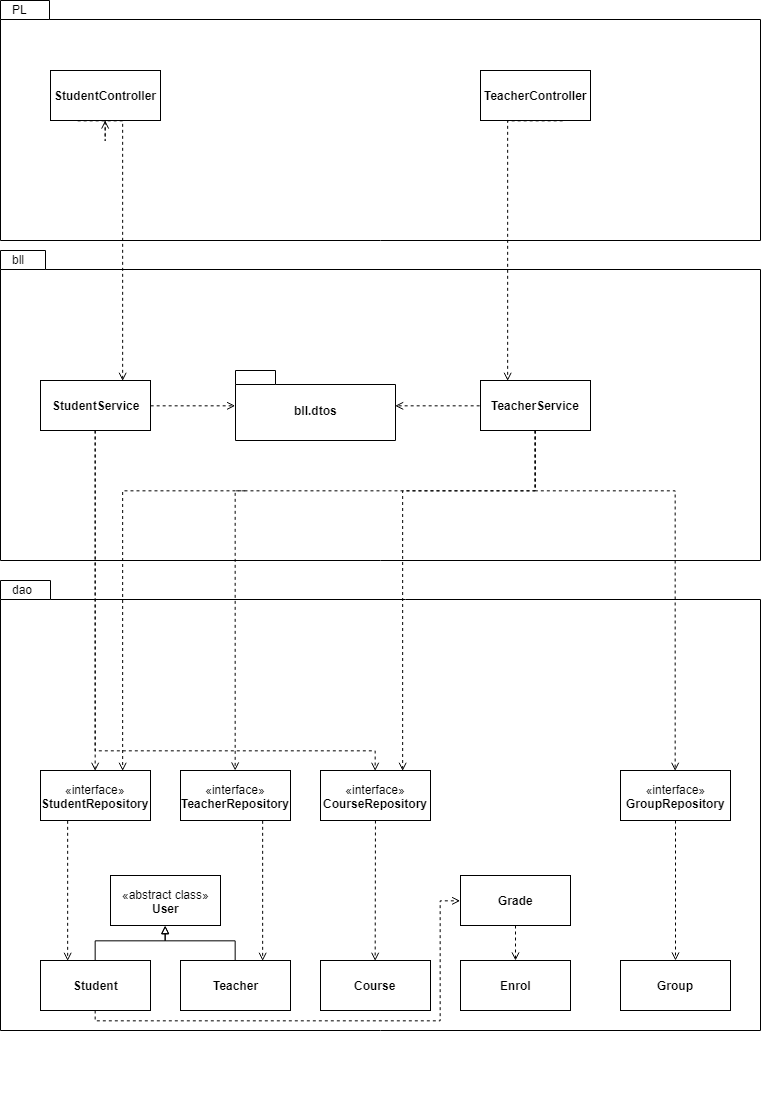 PL
StudentController
TeacherController
bll
StudentService
bll.dtos
TeacherService
dao
«interface»
StudentRepository
«interface»
TeacherRepository
«interface»
CourseRepository
«interface»
GroupRepository
«abstract class»
User
Grade
Student
Teacher
Course
Enrol
Group